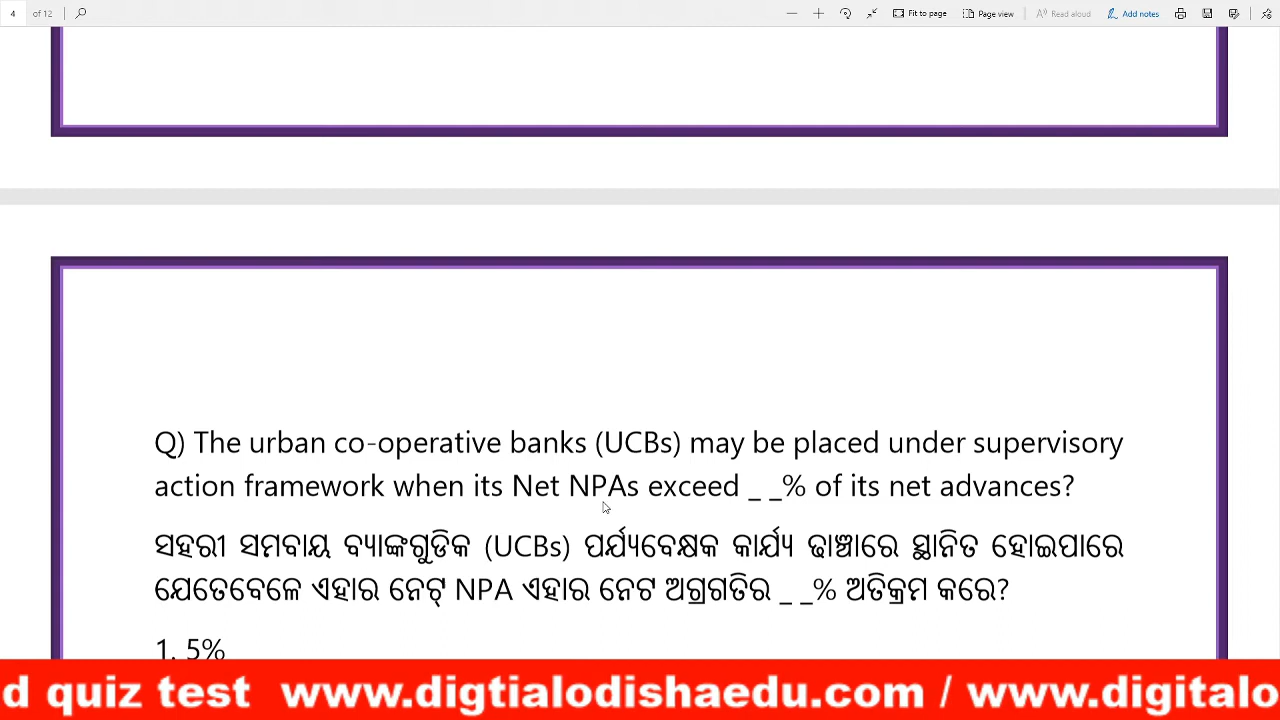 4 of 12 Fit to page Page view Read aloud Add notes
Q) The urban co-operative banks (UCBs) may be placed under supervisory
action framework when its Net NPAs exceed _ _% of its net advances?
ସହରୀ ସମବାୟ ବ୍ୟାଙ୍କଗୁଡିକ (UCBs) ପର୍ଯ୍ୟବେକ୍ଷକ କାର୍ଯ୍ୟ ଢାଞ୍ଚାରେ ସ୍ଥାନିତ ହୋଇପାରେ
ଯେତେବେଳେ ଏହାର ନେଟ୍ NPA ଏହାର ନେଟ ଅଗ୍ରଗତିର _ _% ଅତିକ୍ରମ କରେ?
1. 5%
d quiz test www.digtialodishaedu.com / www.digitalo